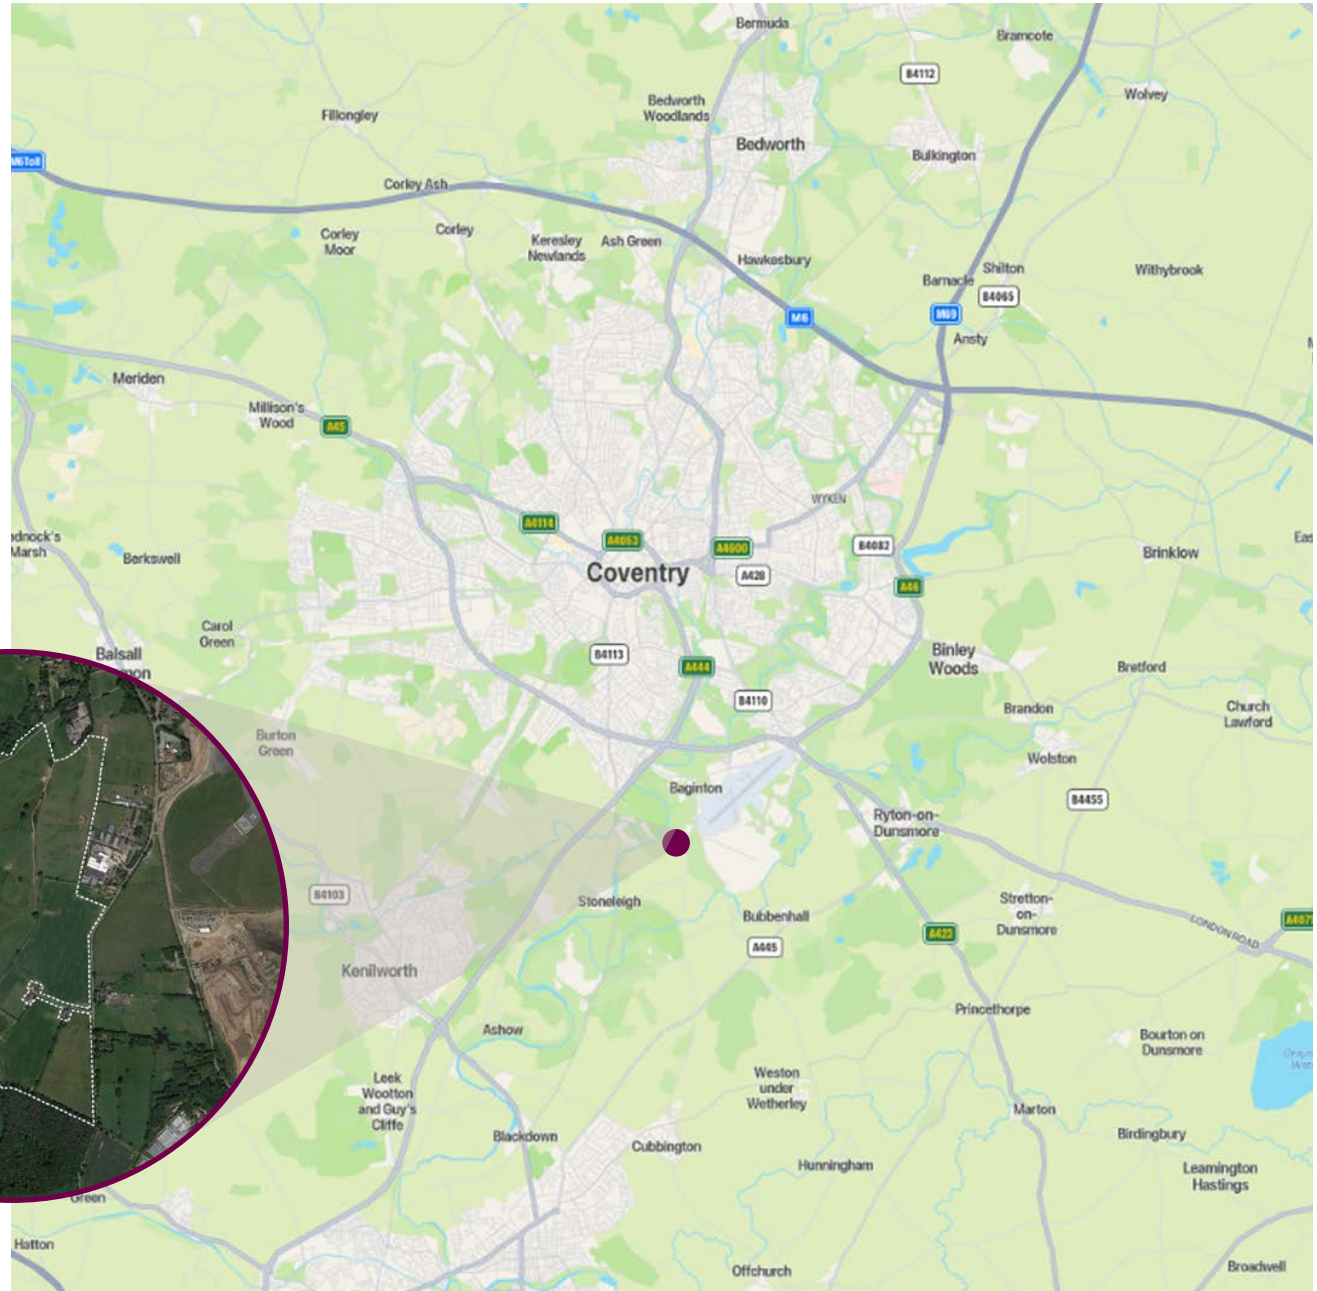 Bermuda
Bramcote
B4112
Wolvey
Bedworth
Woodlands
Fillongley
Bedworth
Bulkington
M6Toll
Corley Ash
Corley
Moor
Corley
Keresley
Newlands
Ash Green
Hawkesbury
Barnacle
Shilton
Withybrook
B4065
M6
M69
Ansty
Meriden
Millison's
Wood
A45
WYKEN
A4114
A4053
A4600
B4082
Marsh
Berkswell
Brinklow
Coventry
A428
A46
Carol
Green
Balsall
B4113
A444
Binley
Woods
Bretford
B4110
Brandon
Church
Lawford
Burton
Green
Wolston
Baginton
B4455
Ryton-on-
Dunsmore
B4103
Stoneleigh
Bubbenhall
Stretton-
on-
Dunsmore
A445
A423
LONDON ROAD
Kenilworth
Princethorpe
Ashow
Bourton on
Dunsmore
Leek
Wootton
and Guy's
Cliffe
Weston
under
Wetherley
Marton
Blackdown
Cubbington
Birdingbury
Hunningham
Leamington
Hastings
Green
Hatton
Offchurch
Broadwell